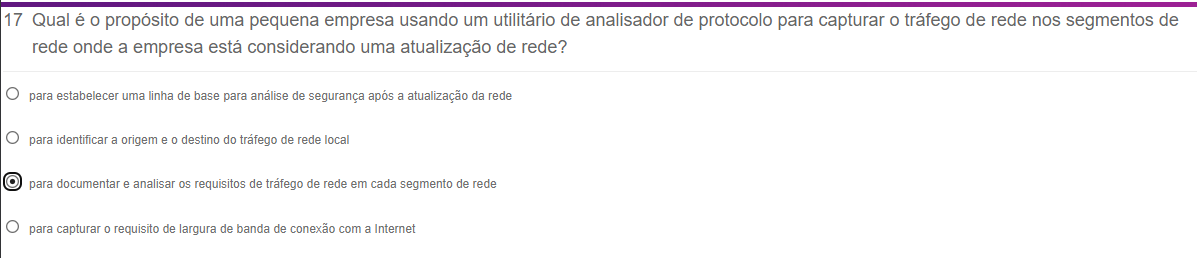 17 Qual é o propósito de uma pequena empresa usando um utilitário de analisador de protocolo para capturar o tráfego de rede nos segmentos de
rede onde a empresa está considerando uma atualização de rede?
para estabelecer uma linha de base para análise de segurança após a atualização da rede
para identificar a origem e o destino do tráfego de rede local
para documentar e analisar os requisitos de tráfego de rede em cada segmento de rede
para capturar o requisito de largura de banda de conexão com a Internet